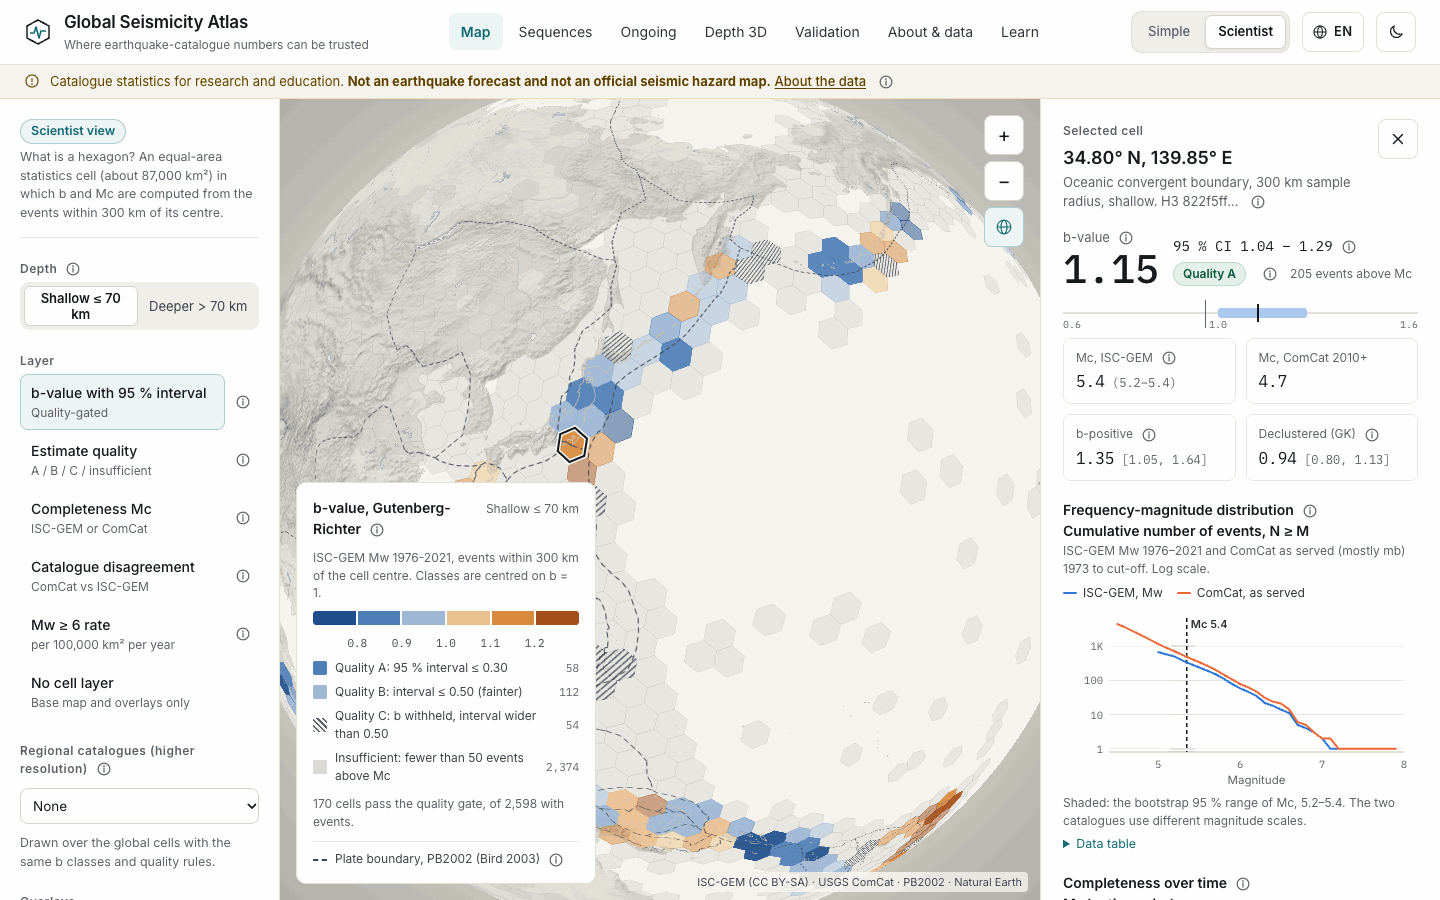 Global Seismicity Atlas
Where earthquake-catalogue numbers can be trusted
Map
Sequences
Ongoing
Depth 3D
Validation
About & data
Learn
Simple
Scientist
EN
Catalogue statistics for research and education. Not an earthquake forecast and not an official seismic hazard map. About the data
Scientist view
What is a hexagon? An equal-area
statistics cell (about 87,000 km²) in
which b and Mc are computed from the
events within 300 km of its centre.
Depth
Shallow ≤ 70
km
Deeper > 70 km
Layer
b-value with 95 % interval
Quality-gated
Estimate quality
A / B / C / insufficient
Completeness Mc
ISC-GEM or ComCat
Catalogue disagreement
ComCat vs ISC-GEM
Mw ≥ 6 rate
per 100,000 km² per year
No cell layer
Base map and overlays only
Regional catalogues (higher
resolution)
None
Drawn over the global cells with the
same b classes and quality rules.
+
−
b-value, Gutenberg-
Richter
Shallow ≤ 70 km
ISC-GEM Mw 1976-2021, events within 300 km
of the cell centre. Classes are centred on b =
1.
0.8 0.9 1.0 1.1 1.2
Quality A: 95 % interval ≤ 0.30 58
Quality B: interval ≤ 0.50 (fainter) 112
Quality C: b withheld, interval wider
than 0.50
54
Insufficient: fewer than 50 events
above Mc
2,374
170 cells pass the quality gate, of 2,598 with
events.
Plate boundary, PB2002 (Bird 2003)
ISC-GEM (CC BY-SA) · USGS ComCat · PB2002 · Natural Earth
Selected cell
34.80° N, 139.85° E
Oceanic convergent boundary, 300 km sample
radius, shallow. H3 822f5ff…
b-value
1.15
95 % CI 1.04 – 1.29
Quality A
205 events above Mc
0.6 1.0 1.6
Mc, ISC-GEM
5.4 (5.2–5.4)
Mc, ComCat 2010+
4.7
b-positive
1.35 [1.05, 1.64]
Declustered (GK)
0.94 [0.80, 1.13]
Frequency-magnitude distribution
Cumulative number of events, N ≥ M
ISC-GEM Mw 1976–2021 and ComCat as served (mostly mb)
1973 to cut-off. Log scale.
ISC-GEM, Mw
ComCat, as served
Mc 5.4
1K
100
10
1
5 6 7 8
Magnitude
Shaded: the bootstrap 95 % range of Mc, 5.2–5.4. The two
catalogues use different magnitude scales.
Data table
Completeness over time